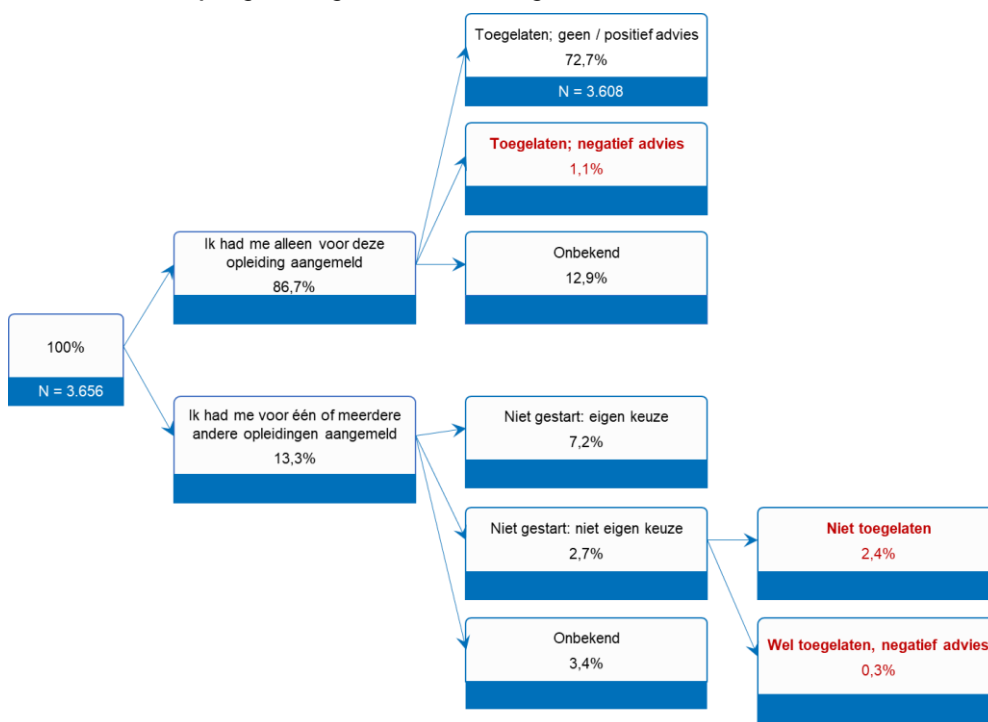 Toegelaten; geen / positief advies
72,7%
N = 3.608
Toegelaten; negatief advies
1,1%
Ik had me alleen voor deze
opleiding aangemeld
86,7%
Onbekend
12,9%
100%
N = 3.656
Ik had me voor één of meerdere
andere opleidingen aangemeld
13,3%
Niet gestart: eigen keuze
7,2%
Niet gestart: niet eigen keuze
2,7%
Niet toegelaten
2,4%
Onbekend
3,4%
Wel toegelaten, negatief advies
0,3%